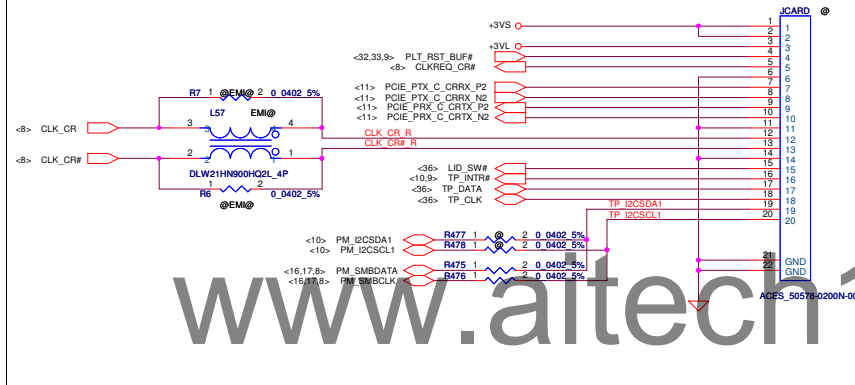 JCARD @
+3VS
1 1
2 2
+3VL
3 3
<32,33,9> PLT_RST_BUF# 4 4
<8> CLKREQ_CR# 5 5
6 6
<11> PCIE_PTX_C_CRRX_P2 7 7
<11> PCIE_PTX_C_CRRX_N2 8 8
<11> PCIE_PRX_C_CRTX_P2 9 9
<11> PCIE_PRX_C_CRTX_N2 10 10
11 11
R7 1 @EMI@ 2 0_0402_5%
L57 EMI@
<8> CLK_CR 3 3 4
CLK_CR_R 12 12
CLK_CR#_R 13 13
14 14
<8> CLK_CR# 2 2 1
DLW21HN900HQ2L_4P
R6 1 2 0_0402_5%
@EMI@
<36> LID_SW# 15 15
<10,9> TP_INTR# 16 16
<36> TP_DATA 17 17
<36> TP_CLK 18 18
TP_I2CSDA1 19 19
TP_I2CSCL1 20 20
<10> PM_I2CSDA1 R477 1 @ 2 0_0402_5%
<10> PM_I2CSCL1 R478 1 @ 2 0_0402_5%
<16,17,8> PM_SMBDATA R475 1 2 0_0402_5%
<16,17,8> PM_SMBCLK R476 1 2 0_0402_5%
21 GND
22 GND
ACES_50578-0200N-00
www.aitech1